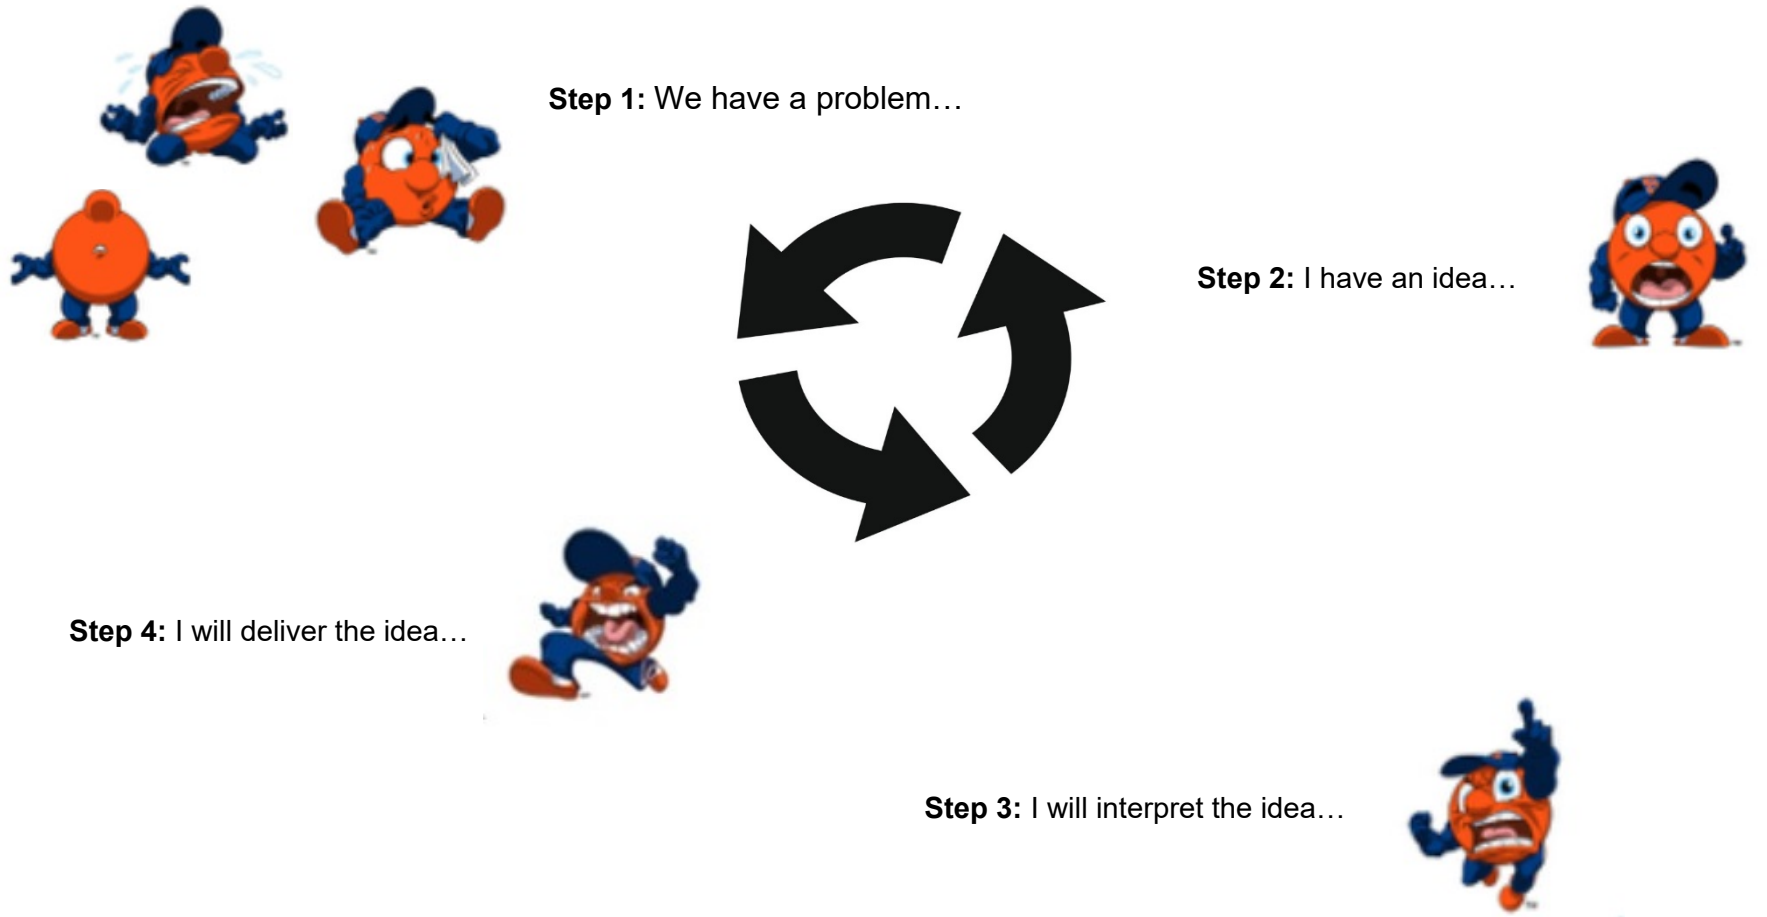 Step 1: We have a problem…
Step 2: I have an idea…
Step 4: I will deliver the idea…
Step 3: I will interpret the idea…